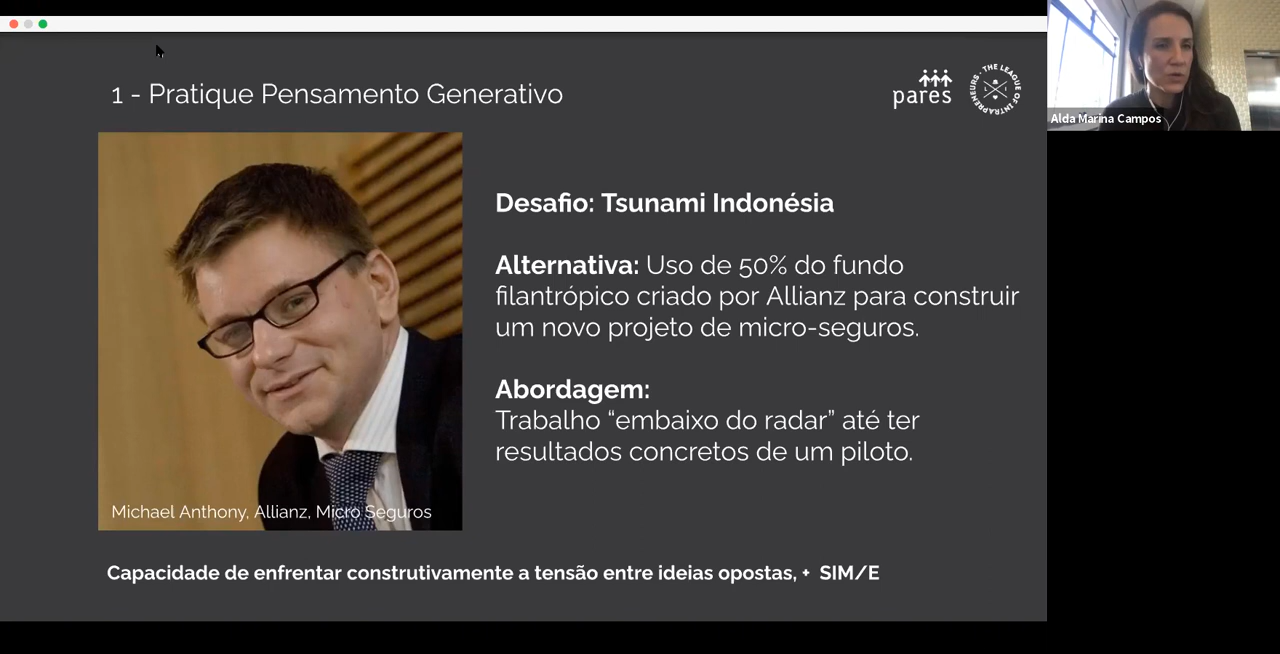 1 - Pratique Pensamento Generativo
pares
THE LEAGUE OF INTRAPRENEURS
Alda Marina Campos
Desafio: Tsunami Indonésia
Alternativa: Uso de 50% do fundo
filantrópico criado por Allianz para construir
um novo projeto de micro-seguros.
Abordagem:
Trabalho “embaixo do radar” até ter
resultados concretos de um piloto.
Michael Anthony, Allianz, Micro Seguros
Capacidade de enfrentar construtivamente a tensão entre ideias opostas, + SIM/E